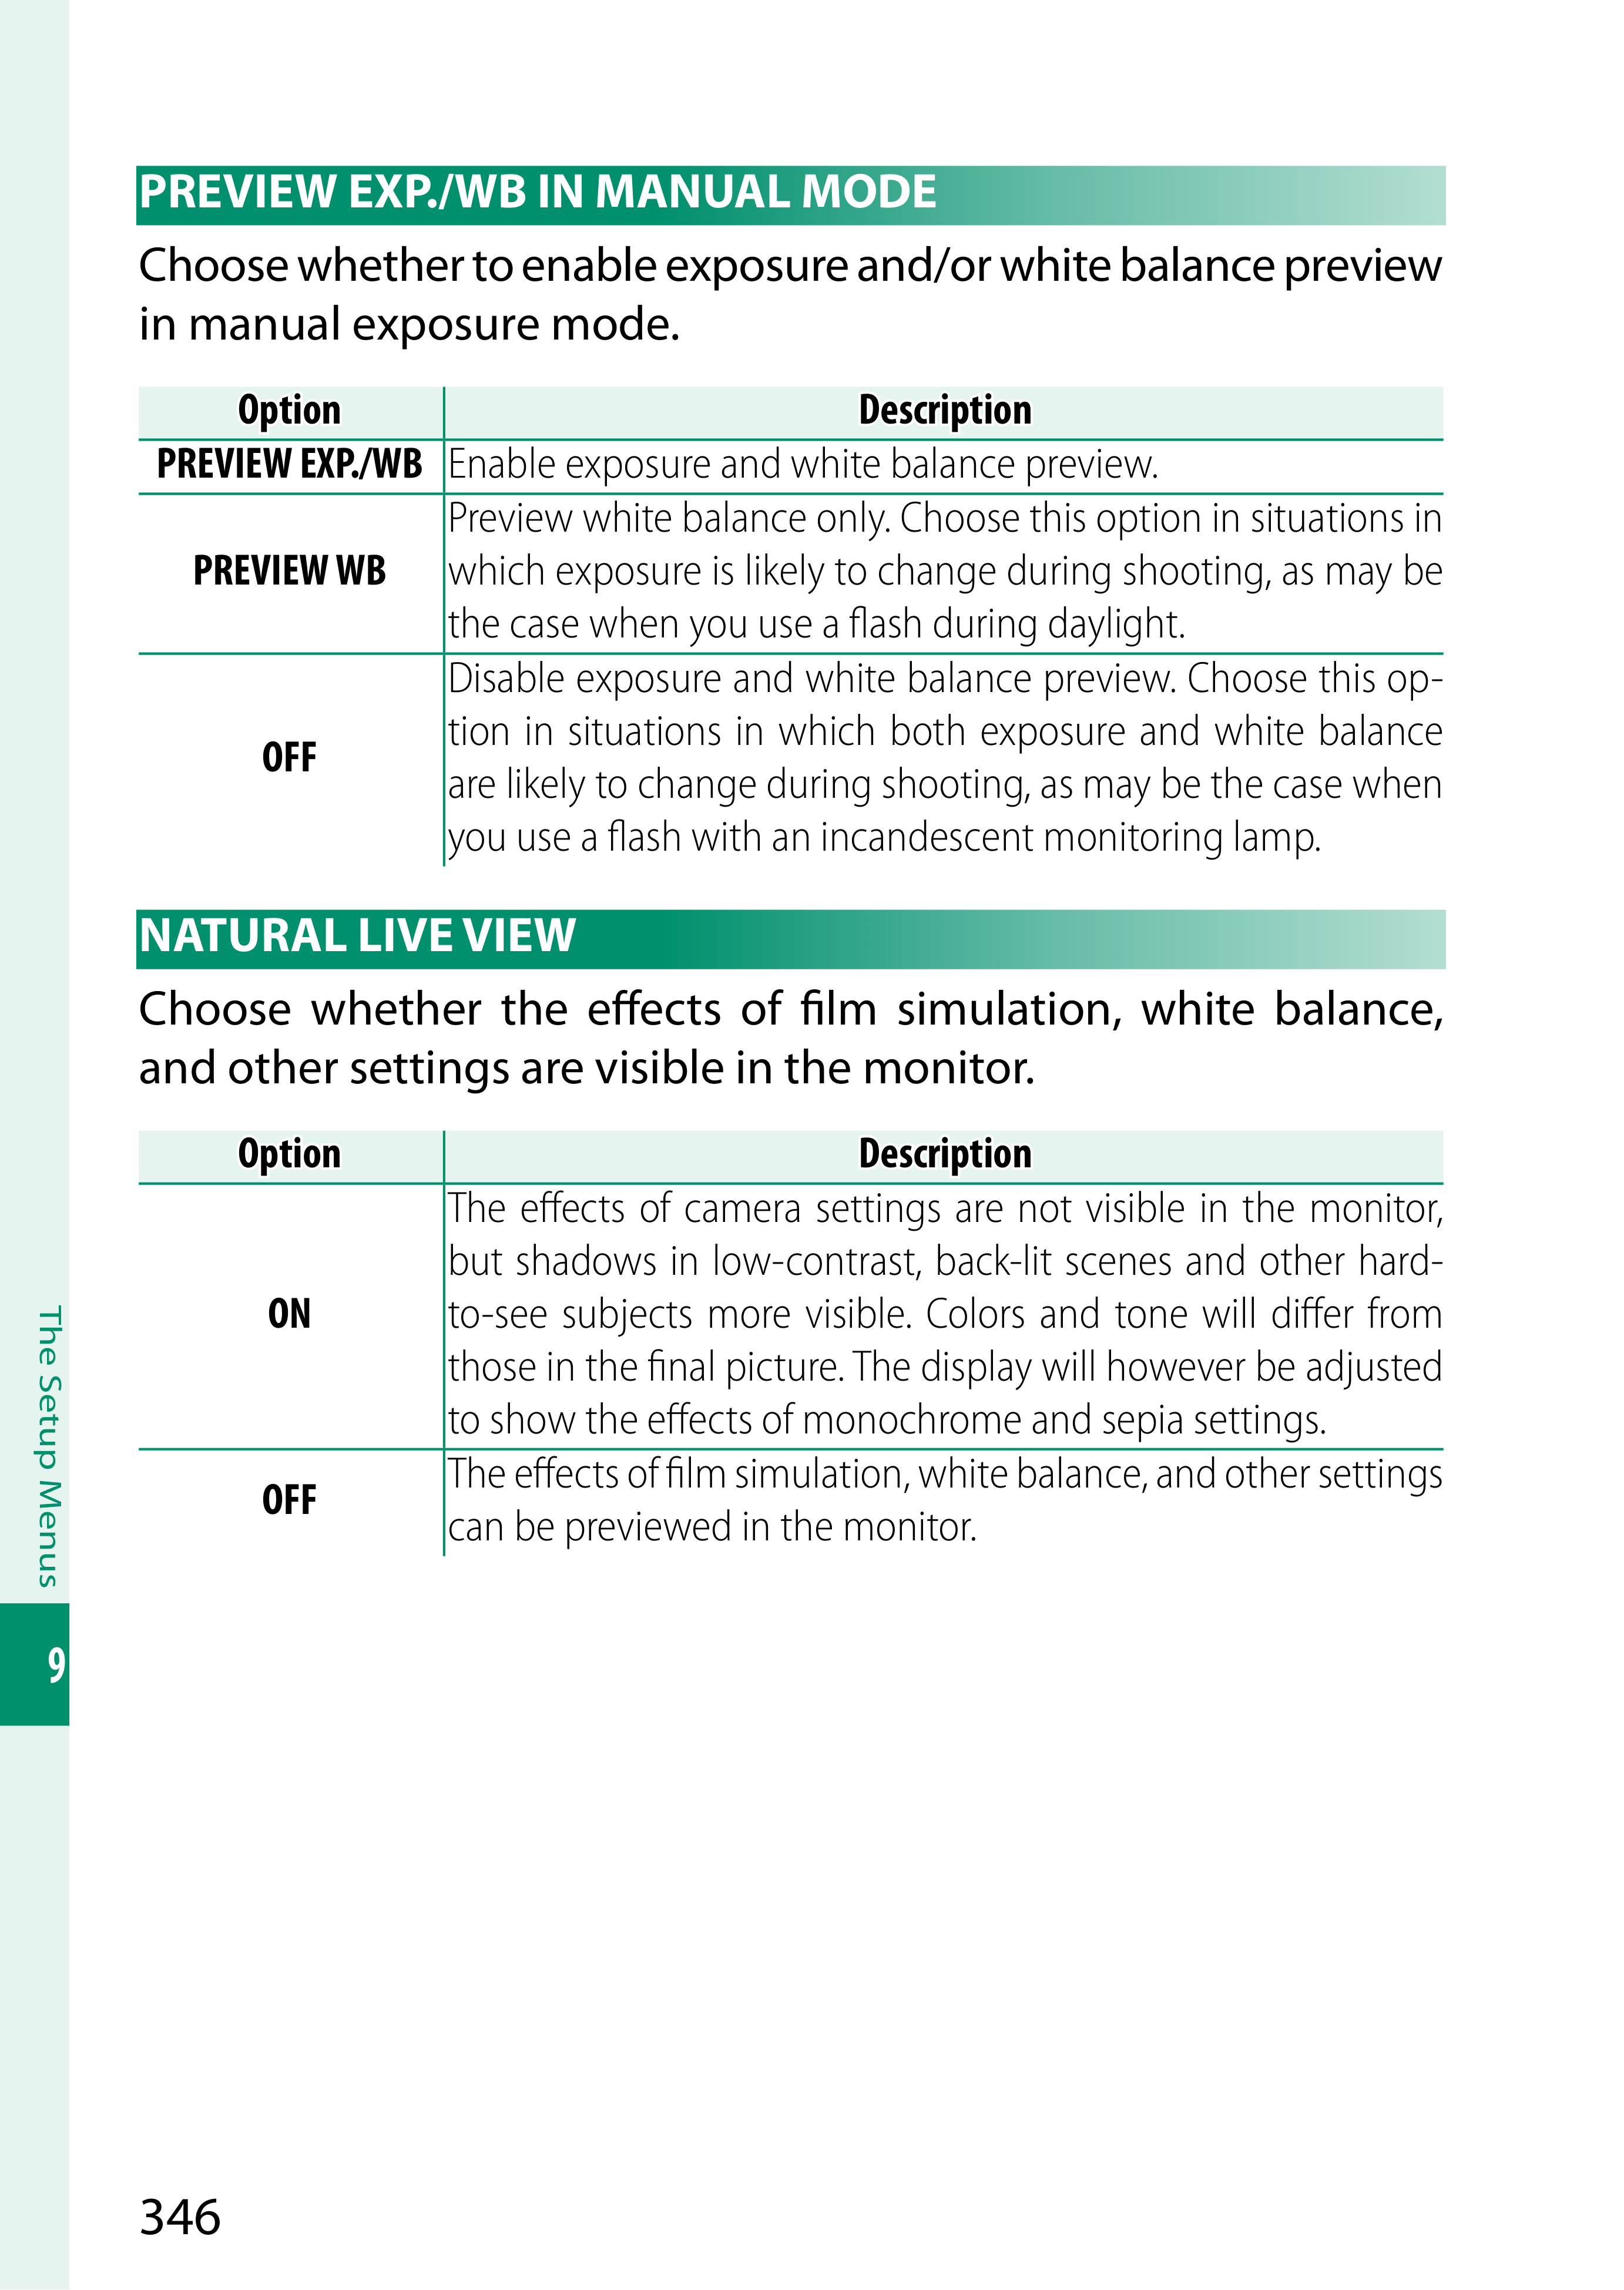 PREVIEW EXP./WB IN MANUAL MODE
Choose whether to enable exposure and/or white balance preview
in manual exposure mode.
Option Description
PREVIEW EXP./WB Enable exposure and white balance preview.
PREVIEW WB
Preview white balance only. Choose this option in situations in
which exposure is likely to change during shooting, as may be
the case when you use a flash during daylight.
OFF
Disable exposure and white balance preview. Choose this op-
tion in situations in which both exposure and white balance
are likely to change during shooting, as may be the case when
you use a flash with an incandescent monitoring lamp.
NATURAL LIVE VIEW
Choose whether the effects of film simulation, white balance,
and other settings are visible in the monitor.
Option Description
ON
The effects of camera settings are not visible in the monitor,
but shadows in low-contrast, back-lit scenes and other hard-
to-see subjects more visible. Colors and tone will differ from
those in the final picture. The display will however be adjusted
to show the effects of monochrome and sepia settings.
OFF
The effects of film simulation, white balance, and other settings
can be previewed in the monitor.
The Setup Menus
9
346